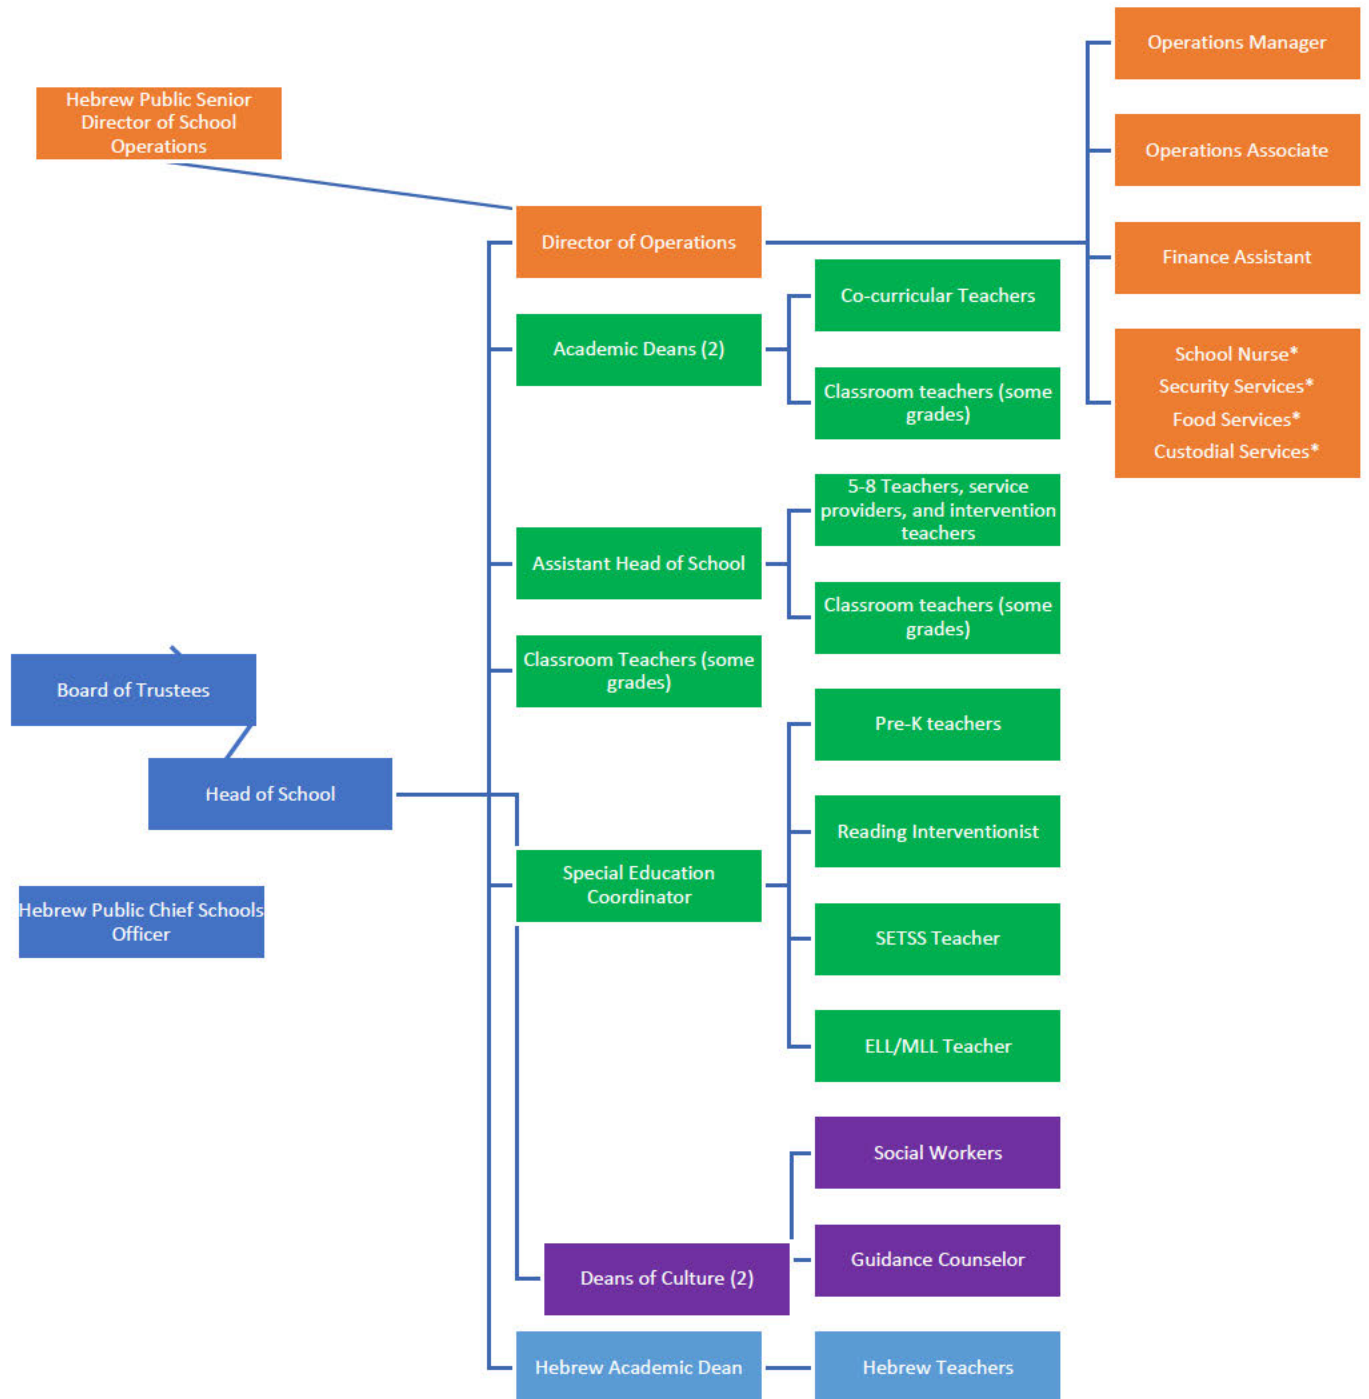 Operations Manager
Hebrew Public Senior
Director of School
Operations
Operations Associate
Director of Operations
Finance Assistant
Co-curricular Teachers
Academic Deans (2)
School Nurse*
Security Services*
Food Services*
Custodial Services*
Classroom teachers (some
grades)
5-8 Teachers, service
providers, and intervention
teachers
Assistant Head of School
Classroom teachers (some
grades)
Classroom Teachers (some
grades)
Board of Trustees
Pre-K teachers
Head of School
Reading Interventionist
Special Education
Coordinator
Hebrew Public Chief Schools
Officer
SETSS Teacher
ELL/MLL Teacher
Social Workers
Guidance Counselor
Deans of Culture (2)
Hebrew Academic Dean
Hebrew Teachers